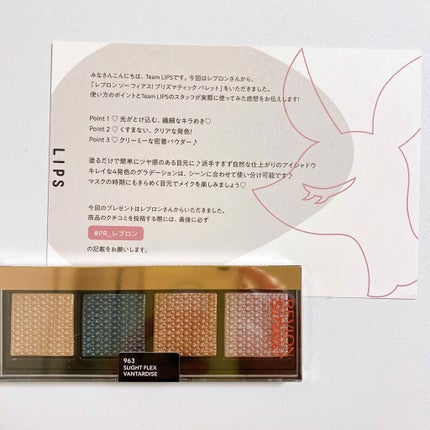 みなさんこんにちは、Team LIPSです。今回はレブロンさんから、
「レブロン ソー フィアス! プリズマティック パレット」をいただきました。
使い方のポイントとTeam LIPSのスタッフが実際に使ってみた感想をお伝えします!
Point 1 ♡ 光がとけ込む、繊細なキラめき♡
Point 2 ♡ くすまない、クリアな発色!
Point 3 ♡ クリーミーな密着パウダー♪
塗るだけで簡単にツヤ感のある目元に♪派手すぎず自然な仕上がりのアイシャドウ
キレイな4発色のグラデーションは、シーンに合わせて使い分け可能です♪
マスクの時期にもきらめく目元でメイクを楽しみましょう♡
今回のプレゼントはレブロンさんからいただきました。
商品のクチコミを投稿する際には、最後に必ず
#PR_レブロン
の記載をお願いします。
LIPS
REVLON
963
SLIGHT FLEX
VANTARDISE